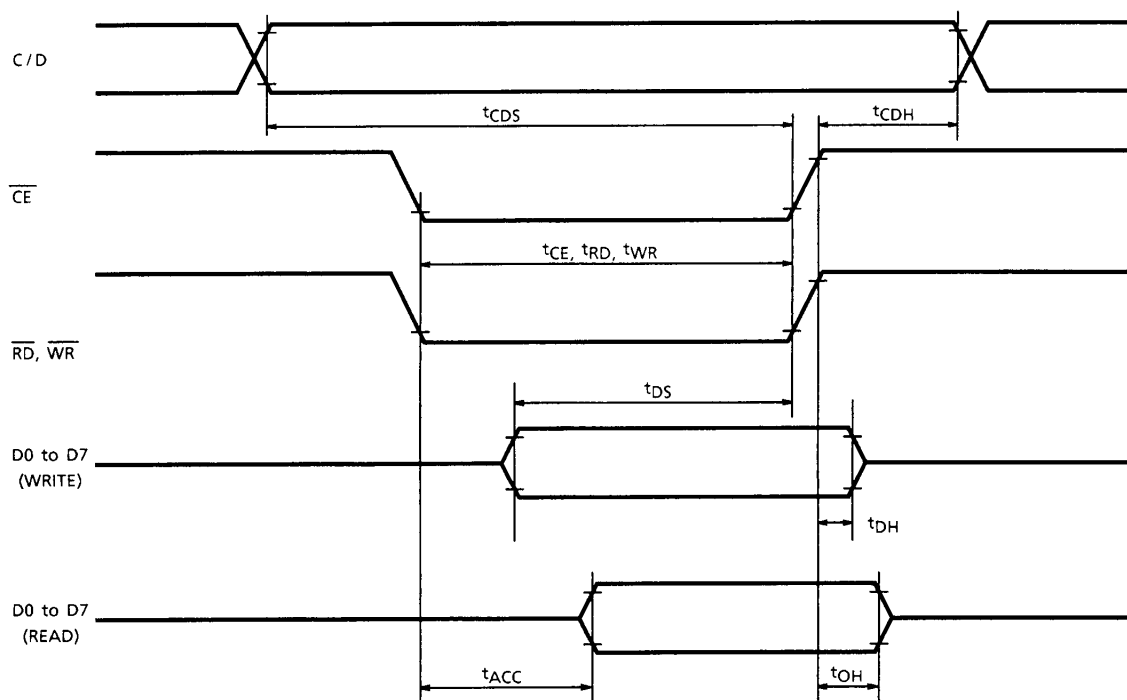 C/D
tCDS
tCDH
CE
tCE, tRD, tWR
RD, WR
tDS
D0 to D7
(WRITE)
tDH
D0 to D7
(READ)
tACC
tOH